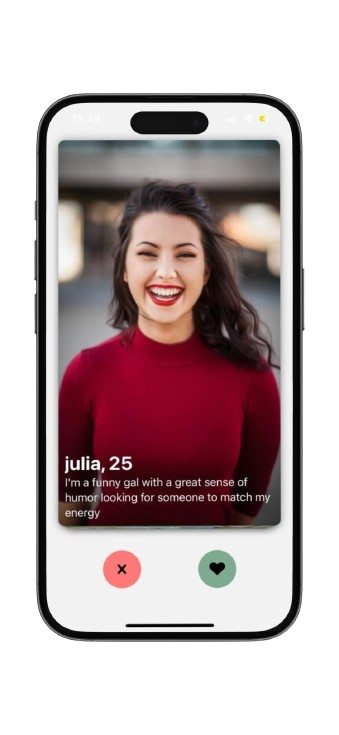 13:49
julia, 25
I'm a funny gal with a great sense of
humor looking for someone to match my
energy